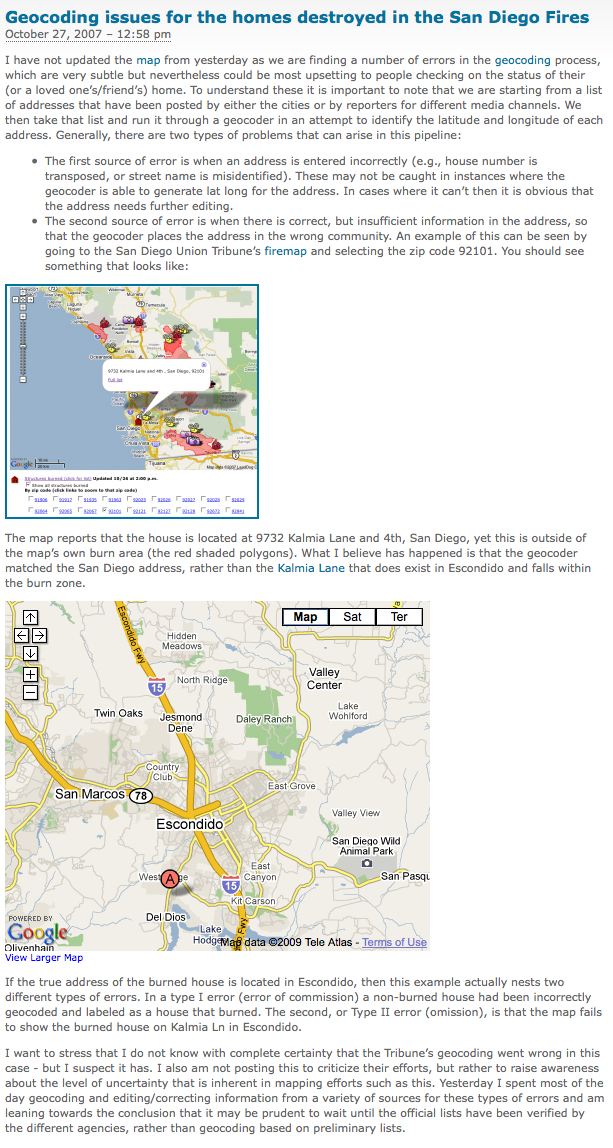 Geocoding issues for the homes destroyed in the San Diego Fires
October 27, 2007 – 12:58 pm
I have not updated the map from yesterday as we are finding a number of errors in the geocoding process,
which are very subtle but nevertheless could be most upsetting to people checking on the status of their
(or a loved one's/friend's) home. To understand these it is important to note that we are starting from a list
of addresses that have been posted by either the cities or by reporters for different media channels. We
then take that list and run it through a geocoder in an attempt to identify the latitude and longitude of each
address. Generally, there are two types of problems that can arise in this pipeline:
• The first source of error is when an address is entered incorrectly (e.g., house number is
transposed, or street name is misidentified). These may not be caught in instances where the
geocoder is able to generate lat long for the address. In cases where it can't then it is obvious that
the address needs further editing.
• The second source of error is when there is correct, but insufficient information in the address, so
that the geocoder places the address in the wrong community. An example of this can be seen by
going to the San Diego Union Tribune's firemap and selecting the zip code 92101. You should see
something that looks like:
Murrieta
Temecula
Laguna Niguel
Oceanside
Vista
9732 Kalmia Lane and 4th , San Diego, 92101
Full list
San Diego
La Mesa
Chula Vista
Tijuana
Google
Structures burned (click for list) Updated 10/26 at 2:00 p.m.
Show all structures burned
By zip code (click links to zoom to that zip code)
The map reports that the house is located at 9732 Kalmia Lane and 4th, San Diego, yet this is outside of
the map's own burn area (the red shaded polygons). What I believe has happened is that the geocoder
matched the San Diego address, rather than the Kalmia Lane that does exist in Escondido and falls within
the burn zone.
Map Sat Ter
Escondido Fwy
Hidden Meadows
15
North Ridge
Valley Center
Twin Oaks
Jesmond Dene
Daley Ranch
Lake Wohlford
Country Club
San Marcos 78
East Grove
Escondido
Valley View
San Diego Wild Animal Park
East Canyon
West ge
A
15
San Pasqu
Kit Carson
Del Dios
POWERED BY
Google
Lake Hodge
Fwy
Map data ©2009 Tele Atlas - Terms of Use
Olivenhain
View Larger Map
If the true address of the burned house is located in Escondido, then this example actually nests two
different types of errors. In a type I error (error of commission) a non-burned house had been incorrectly
geocoded and labeled as a house that burned. The second, or Type II error (omission), is that the map fails
to show the burned house on Kalmia Ln in Escondido.
I want to stress that I do not know with complete certainty that the Tribune's geocoding went wrong in this
case - but I suspect it has. I also am not posting this to criticize their efforts, but rather to raise awareness
about the level of uncertainty that is inherent in mapping efforts such as this. Yesterday I spent most of the
day geocoding and editing/correcting information from a variety of sources for these types of errors and am
leaning towards the conclusion that it may be prudent to wait until the official lists have been verified by
the different agencies, rather than geocoding based on preliminary lists.